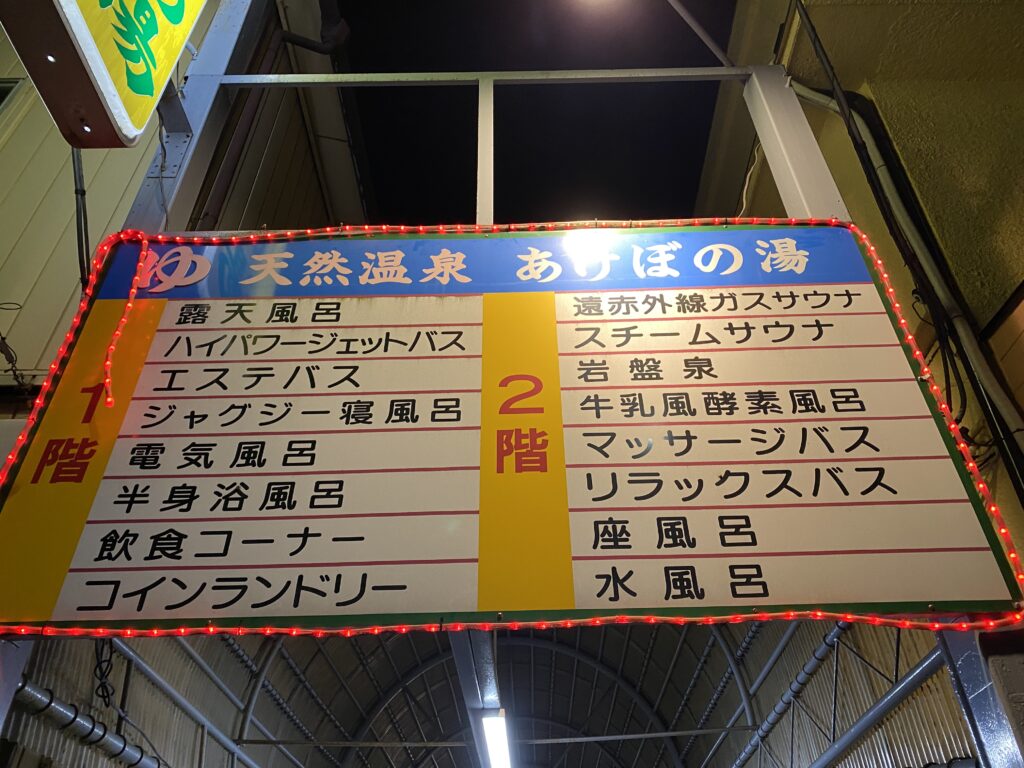 湯
ゆ 天然温泉 あけぼの湯
1階
露天風呂
ハイパワージェットバス
エステバス
ジャグジー寝風呂
電気風呂
半身浴風呂
飲食コーナー
コインランドリー
2階
遠赤外線ガスサウナ
スチームサウナ
岩盤泉
牛乳風酵素風呂
マッサージバス
リラックスバス
座風呂
水風呂